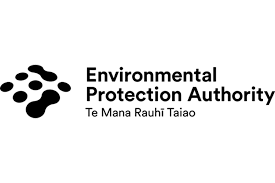 Environmental
Protection Authority
Te Mana Rauhī Taiao